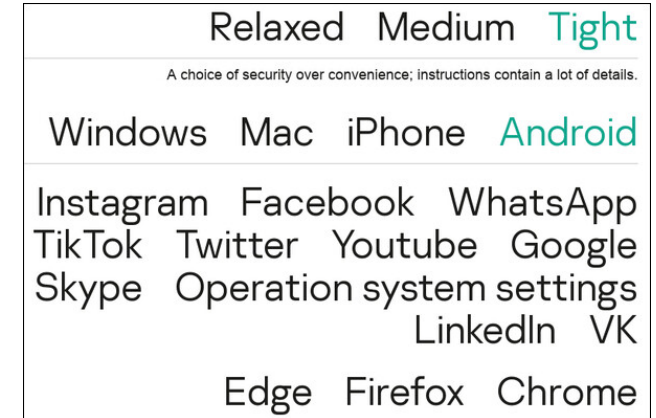 Relaxed Medium Tight
A choice of security over convenience; instructions contain a lot of details.
Windows Mac iPhone Android
Instagram Facebook WhatsApp
TikTok Twitter Youtube Google
Skype Operation system settings
LinkedIn VK
Edge Firefox Chrome